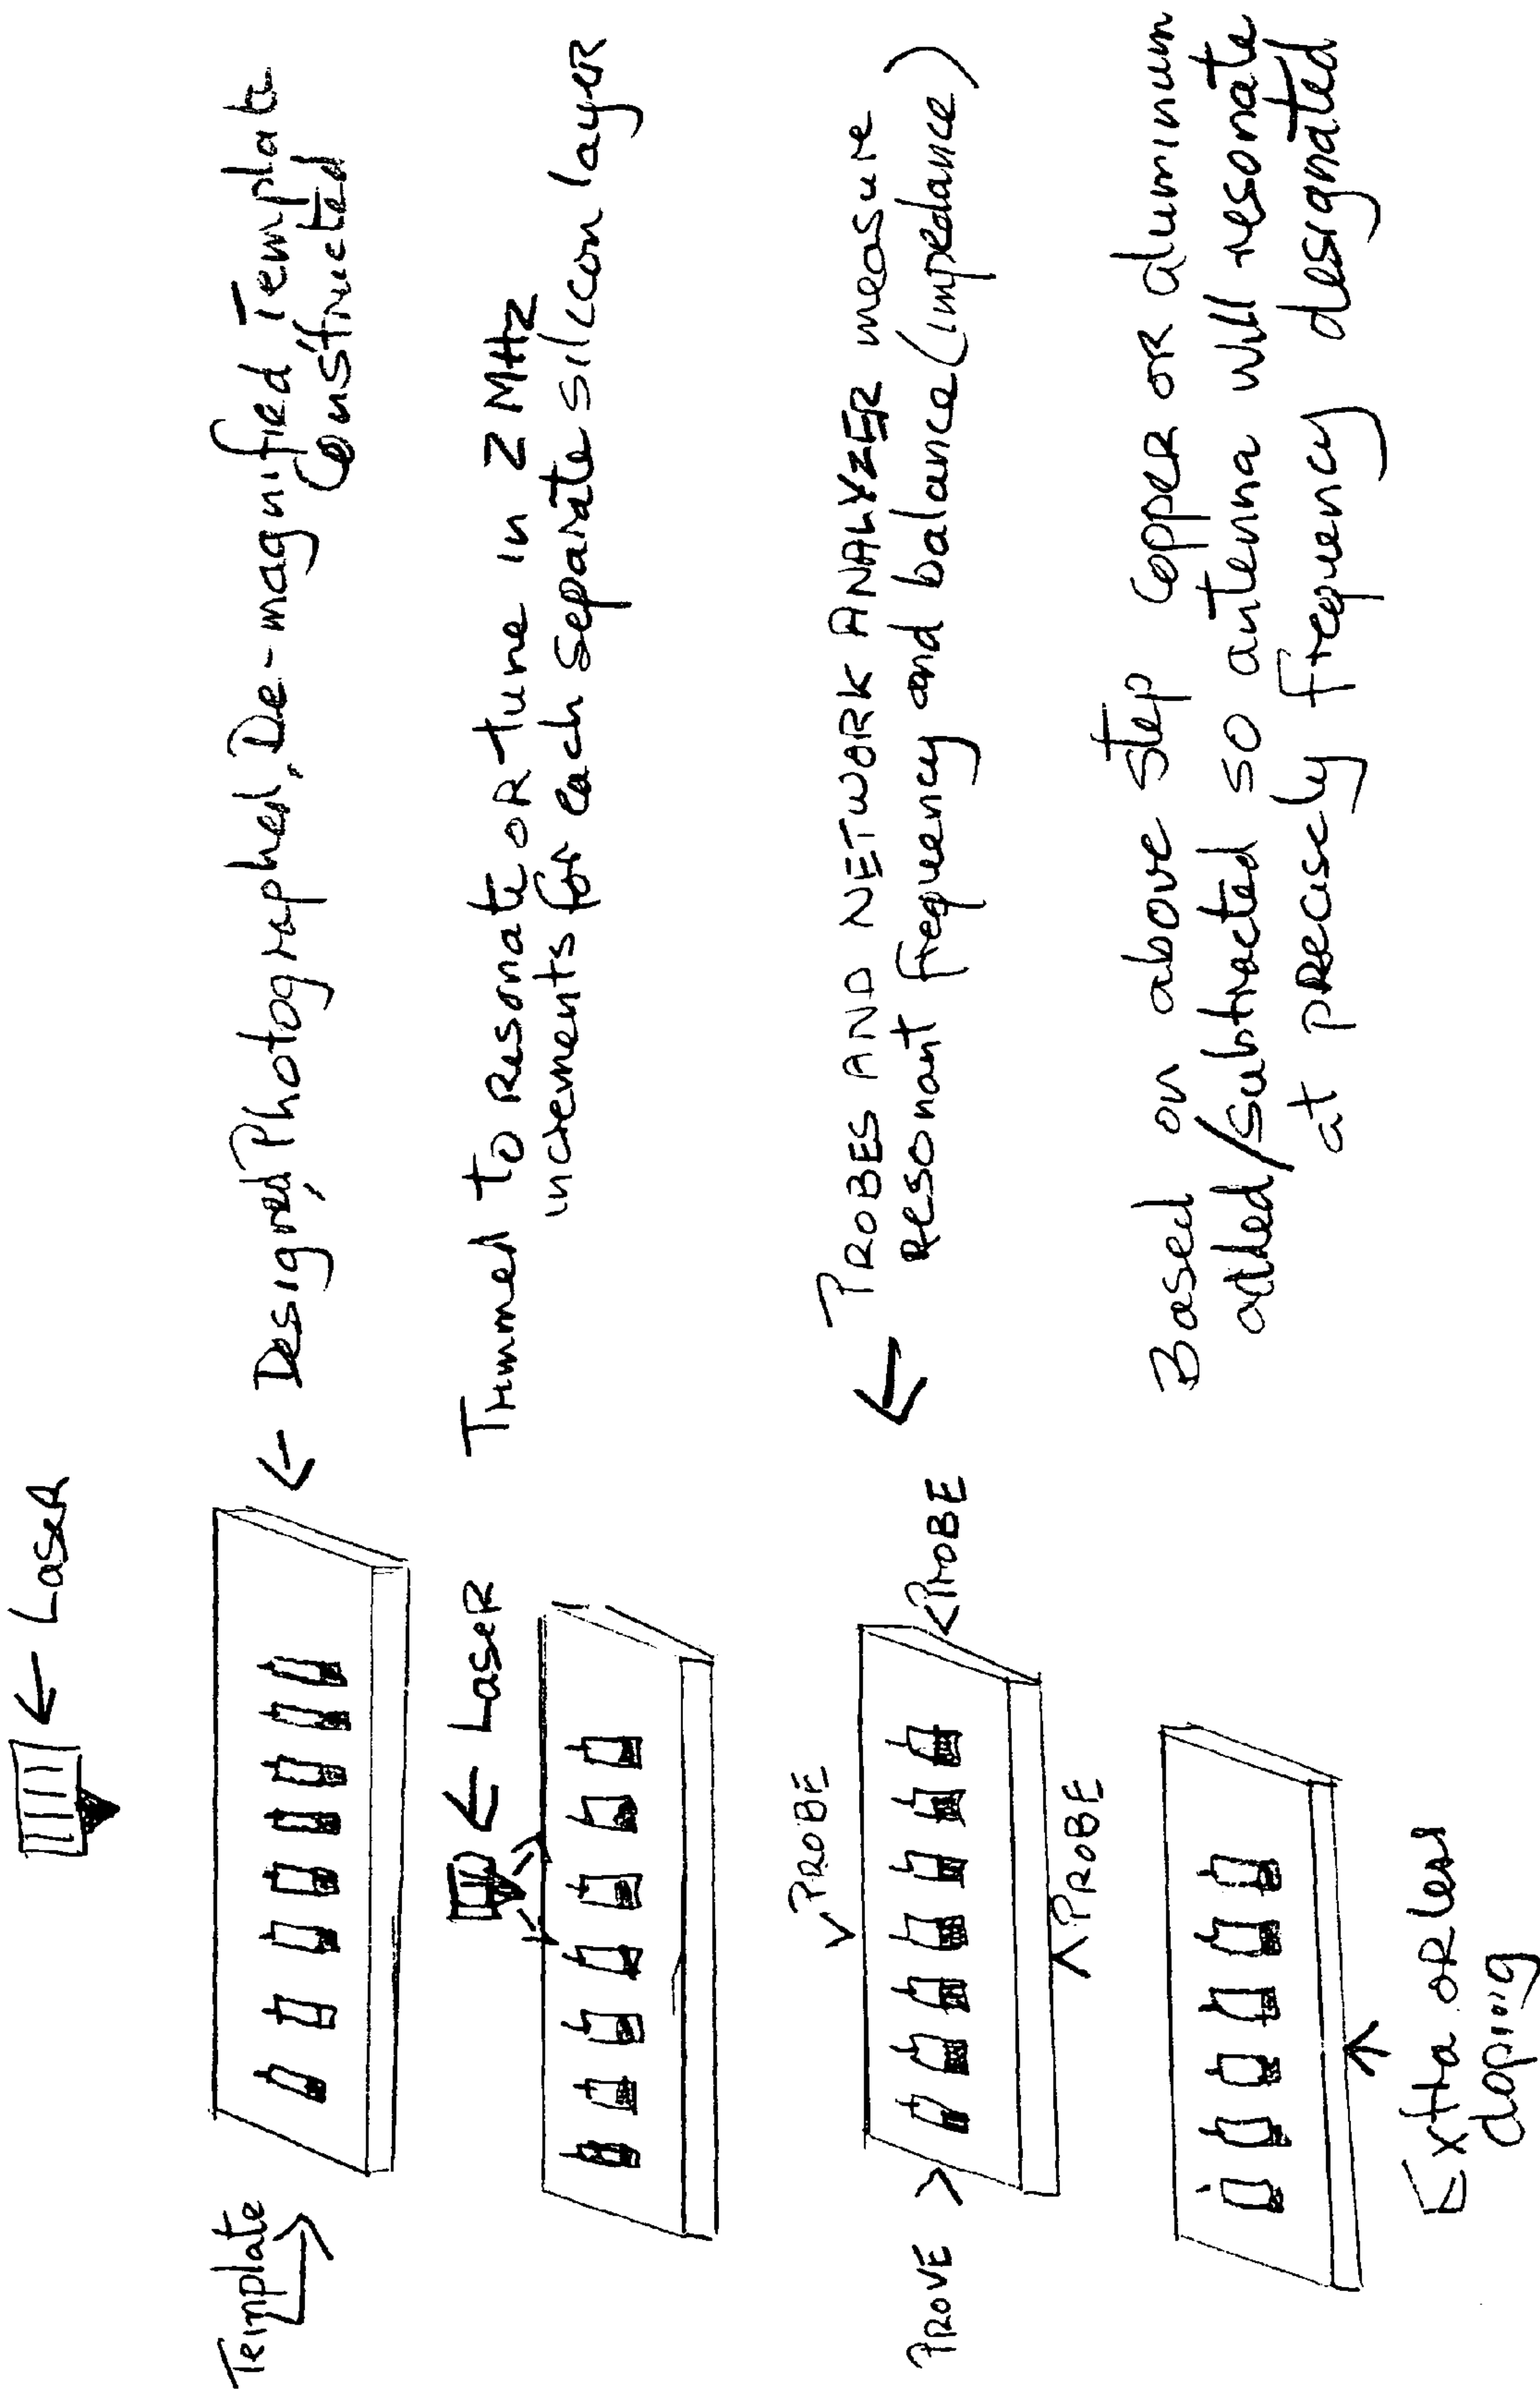 ← Laser
Template
← Designed, Photographed, De-magnified Template
Constructed
← Laser
Trimmed to Resonate or tune in 2 MHz
increments for each separate silicon layer
PROBE
PROVE >
< PROBE
PROBE
← PROBES AND NETWORK ANALYZER measure
resonant frequency and balance (impedance)
Based on above step copper or aluminum
added/subtracted so antenna will resonate
at precisely frequency designated
Extra or less
doping